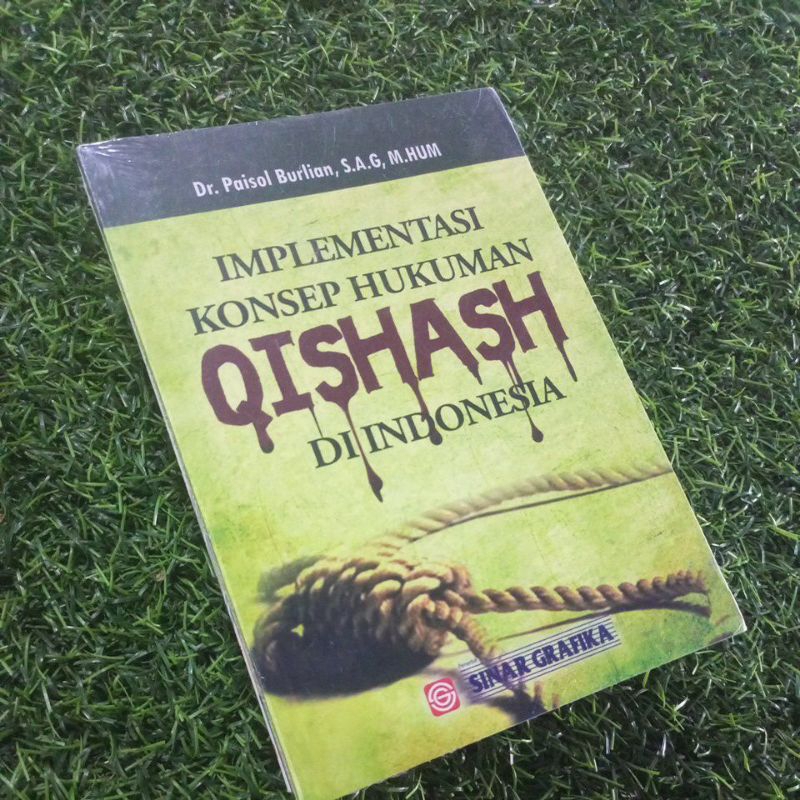 Dr. Paisol Burlian, S.A.G, M.HUM
IMPLEMENTASI
KONSEP HUKUMAN
QISHASH
DI INDONESIA
SINAR GRAFIKA